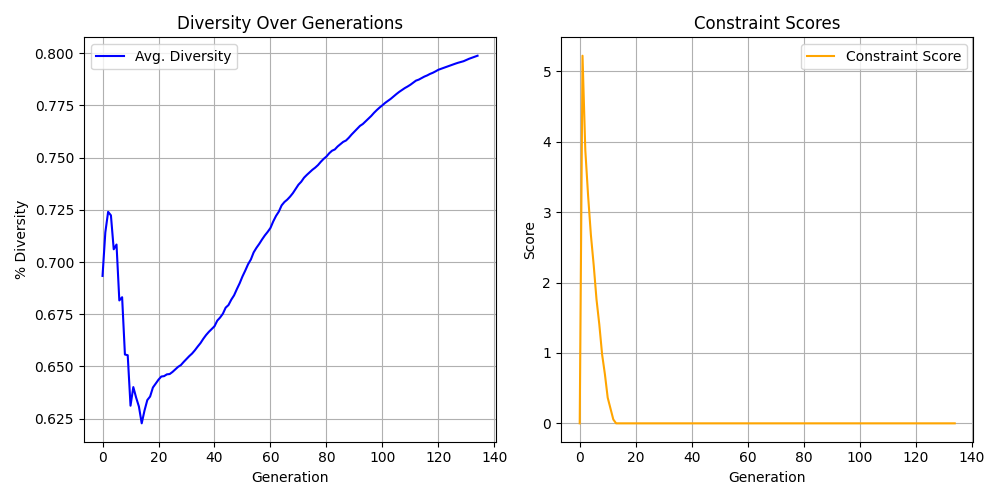 Diversity Over Generations
Avg. Diversity
0.800
0.775
0.750
0.725
0.700
0.675
0.650
0.625
% Diversity
0 20 40 60 80 100 120 140
Generation
Constraint Scores
Constraint Score
5
4
3
2
1
0
Score
0 20 40 60 80 100 120 140
Generation